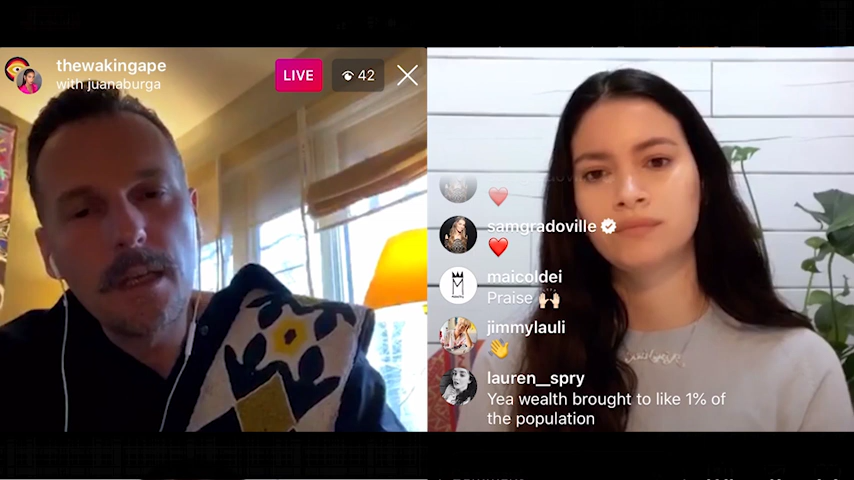 thewakingape
with juanaburga
LIVE
42
samgradoville
maicoldei
Praise 🙌🏻
jimmylauli
👋
lauren__spry
Yea wealth brought to like 1% of
the population